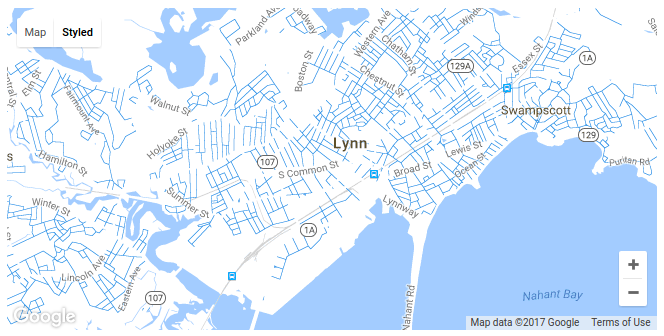 Map Styled
Parkland Ave
Broadway
Western Ave
Winds
Essex St
1A
Boston St
Chatham St
129A
Chestnut St
Elm St
Fairmount Ave
Walnut St
Swampscott
Holyoke St
Lynn
129
Hamilton St
107
S Common St
Broad St
Lewis St
Ocean St
Puritan Rd
Summer St
Lynnway
Winter St
1A
Lincoln Ave
Eastern Ave
107
Nahant Rd
Nahant Bay
+
−
Google
Map data ©2017 Google Terms of Use